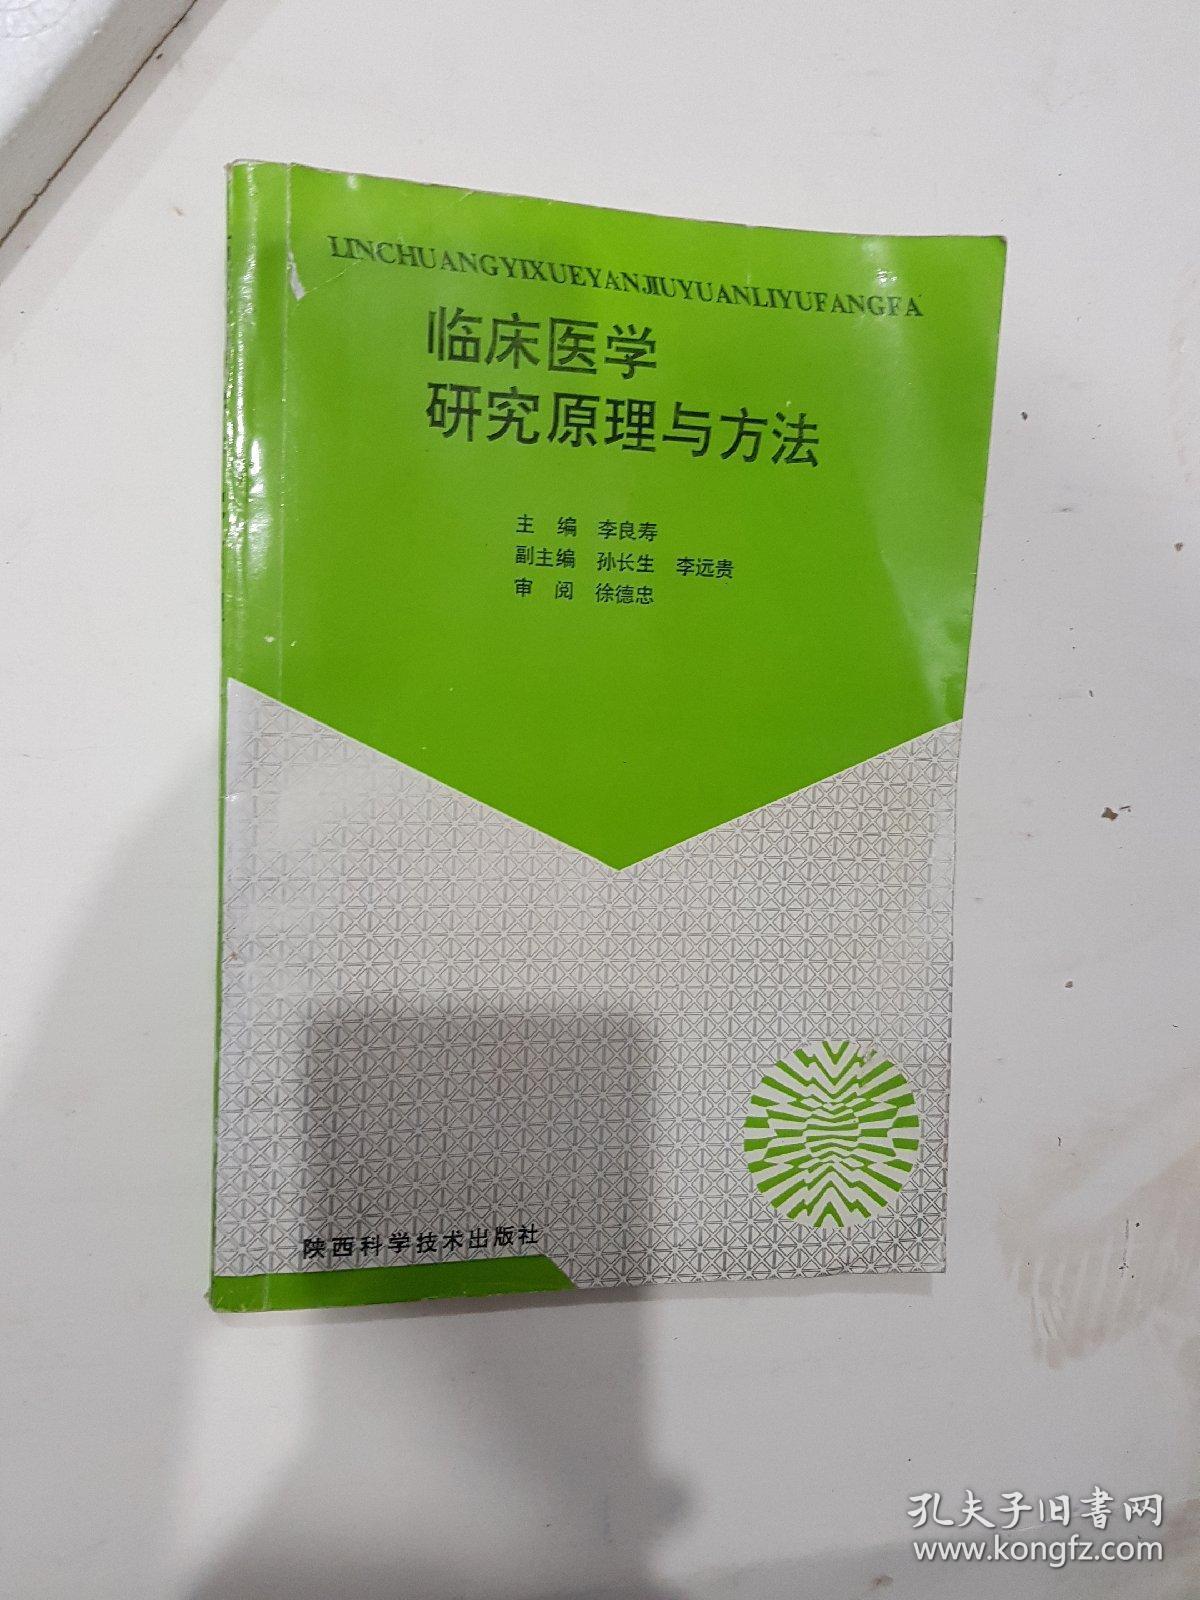 LINCHUANGYIXUEYANJIUYUANLIYUFANGFA
临床医学
研究原理与方法
主 编 李良寿
副主编 孙长生 李远贵
审 阅 徐德忠
陕西科学技术出版社
孔夫子旧书网
www.kongfz.com